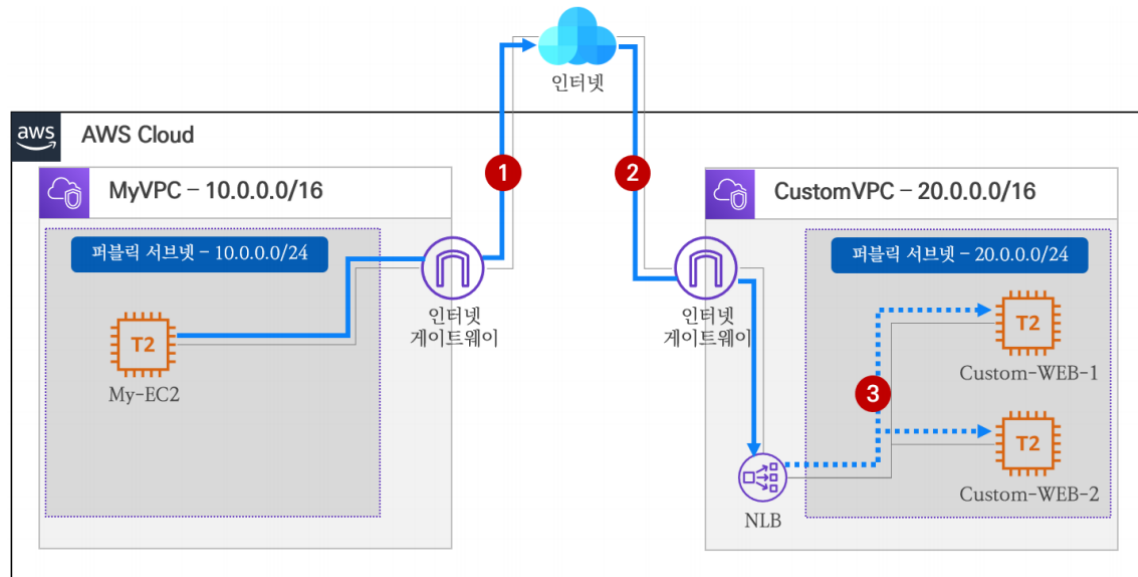 인터넷
aws
AWS Cloud
1
2
MyVPC – 10.0.0.0/16
CustomVPC – 20.0.0.0/16
퍼블릭 서브넷 – 10.0.0.0/24
퍼블릭 서브넷 – 20.0.0.0/24
인터넷
게이트웨이
인터넷
게이트웨이
T2
My-EC2
T2
Custom-WEB-1
3
T2
Custom-WEB-2
NLB